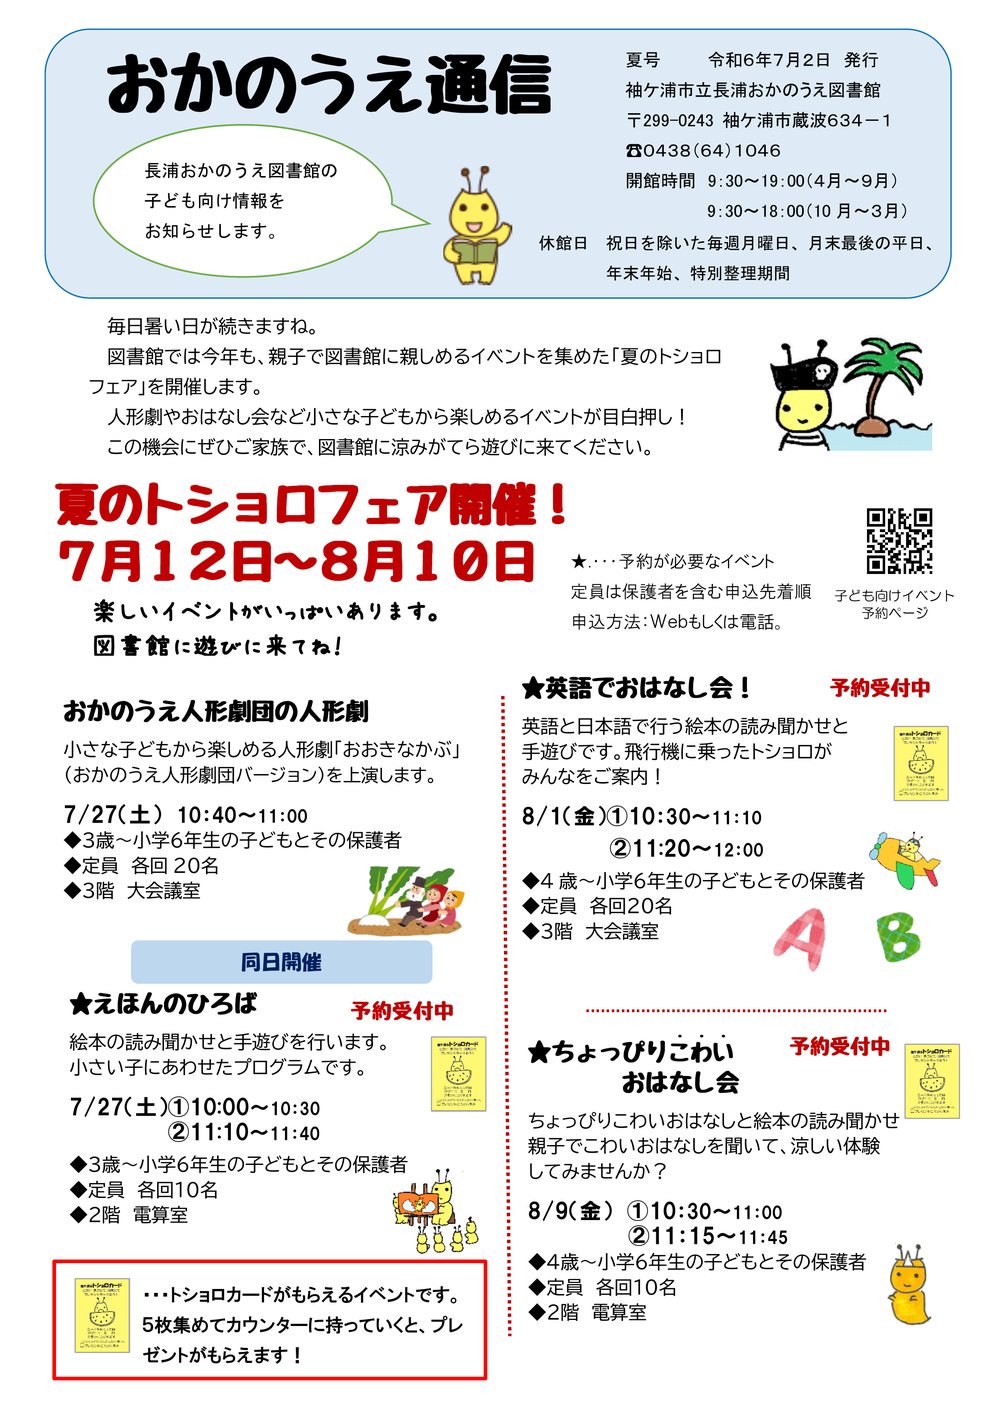 おかのうえ通信
長浦おかのうえ図書館の
子ども向け情報を
お知らせします。
夏号　　　令和6年7月2日　発行
袖ケ浦市立長浦おかのうえ図書館
〒299-0243 袖ケ浦市蔵波634－1
☎0438(64)1046
開館時間　9:30～19:00(4月～9月)
9:30～18:00(10月～3月)
休館日　祝日を除いた毎週月曜日、月末最後の平日、
年末年始、特別整理期間
毎日暑い日が続きますね。
図書館では今年も、親子で図書館に親しめるイベントを集めた「夏のトショロ
フェア」を開催します。
人形劇やおはなし会など小さな子どもから楽しめるイベントが目白押し！
この機会にぜひご家族で、図書館に涼みがてら遊びに来てください。
夏のトショロフェア開催！
7月12日～8月10日
楽しいイベントがいっぱいあります。
図書館に遊びに来てね！
★.・・・予約が必要なイベント
定員は保護者を含む申込先着順
申込方法：Webもしくは電話。
子ども向けイベント
予約ページ
おかのうえ人形劇団の人形劇
小さな子どもから楽しめる人形劇「おおきなかぶ」
（おかのうえ人形劇団バージョン）を上演します。
7/27(土)　10:40～11:00
◆3歳～小学6年生の子どもとその保護者
◆定員　各回 20名
◆3階　大会議室
同日開催
★えほんのひろば　予約受付中
絵本の読み聞かせと手遊びを行います。
小さい子にあわせたプログラムです。
7/27(土)①10:00～10:30
②11:10～11:40
◆3歳～小学6年生の子どもとその保護者
◆定員　各回10名
◆2階　電算室
トショロカード
・・・トショロカードがもらえるイベントです。
5枚集めてカウンターに持っていくと、プレ
ゼントがもらえます！
★英語でおはなし会！　予約受付中
英語と日本語で行う絵本の読み聞かせと
手遊びです。飛行機に乗ったトショロが
みんなをご案内！
8/1(金)①10:30～11:10
②11:20～12:00
◆4 歳～小学6年生の子どもとその保護者
◆定員　各回20名
◆3階　大会議室
A B
★ちょっぴりこわい　予約受付中
おはなし会
ちょっぴりこわいおはなしと絵本の読み聞かせ
親子でこわいおはなしを聞いて、涼しい体験
してみませんか？
8/9(金)　①10:30～11:00
②11:15～11:45
◆4歳～小学6年生の子どもとその保護者
◆定員　各回10名
◆2階　電算室